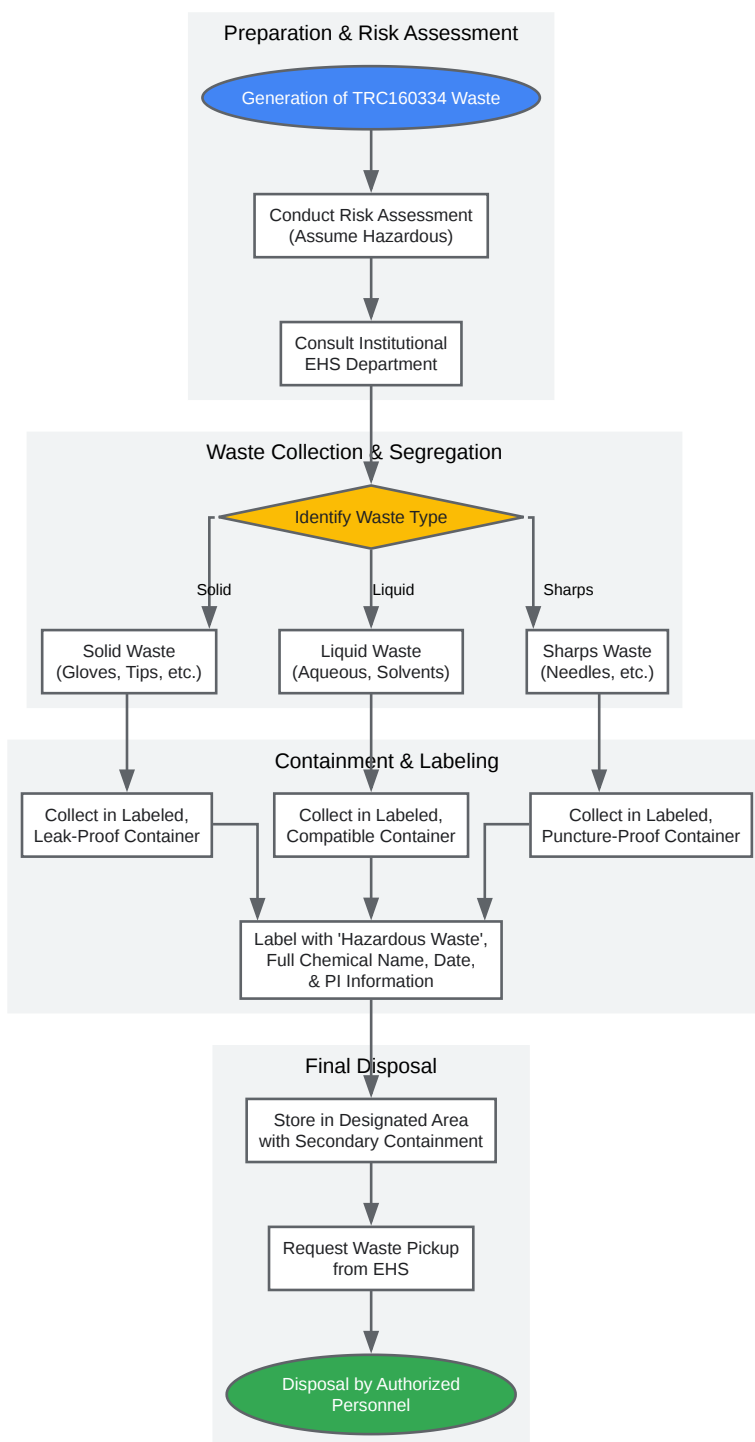 Preparation & Risk Assessment
Generation of TRC160334 Waste
Conduct Risk Assessment
(Assume Hazardous)
Consult Institutional
EHS Department
Waste Collection & Segregation
Identify Waste Type
Solid
Liquid
Sharps
Solid Waste
(Gloves, Tips, etc.)
Liquid Waste
(Aqueous, Solvents)
Sharps Waste
(Needles, etc.)
Containment & Labeling
Collect in Labeled,
Leak-Proof Container
Collect in Labeled,
Compatible Container
Collect in Labeled,
Puncture-Proof Container
Label with 'Hazardous Waste',
Full Chemical Name, Date,
& PI Information
Final Disposal
Store in Designated Area
with Secondary Containment
Request Waste Pickup
from EHS
Disposal by Authorized
Personnel